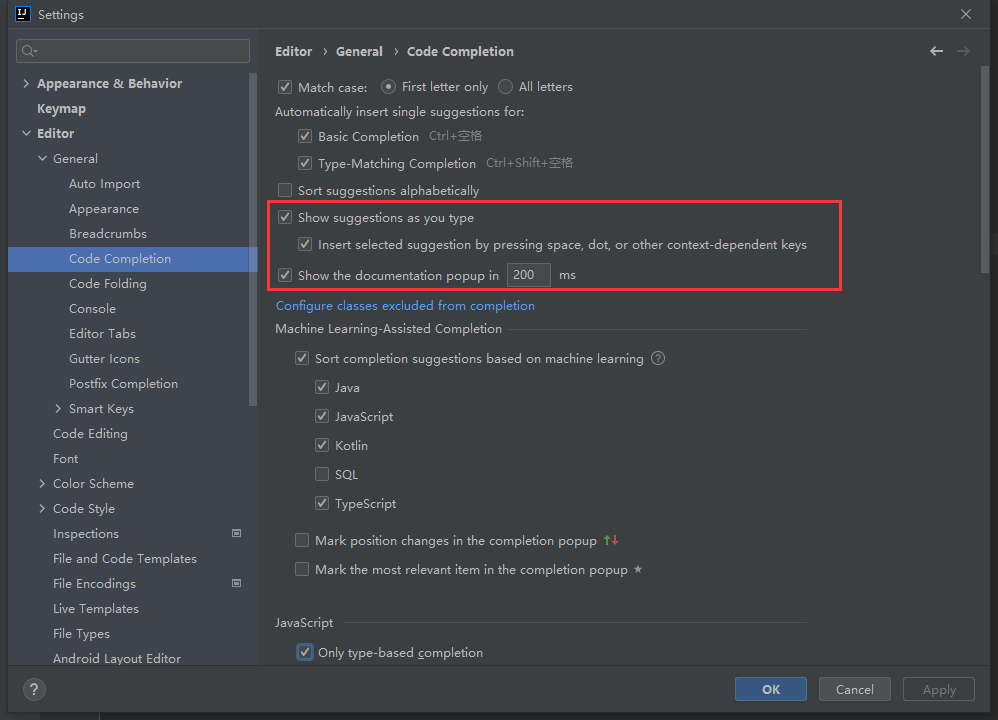 Settings
Appearance & Behavior
Keymap
Editor
General
Auto Import
Appearance
Breadcrumbs
Code Completion
Code Folding
Console
Editor Tabs
Gutter Icons
Postfix Completion
Smart Keys
Code Editing
Font
Color Scheme
Code Style
Inspections
File and Code Templates
File Encodings
Live Templates
File Types
Android Layout Editor
Editor › General › Code Completion
Match case: First letter only All letters
Automatically insert single suggestions for:
Basic Completion Ctrl+空格
Type-Matching Completion Ctrl+Shift+空格
Sort suggestions alphabetically
Show suggestions as you type
Insert selected suggestion by pressing space, dot, or other context-dependent keys
Show the documentation popup in 200 ms
Configure classes excluded from completion
Machine Learning-Assisted Completion
Sort completion suggestions based on machine learning ?
Java
JavaScript
Kotlin
SQL
TypeScript
Mark position changes in the completion popup ↑↓
Mark the most relevant item in the completion popup ★
JavaScript
Only type-based completion
?
OK Cancel Apply